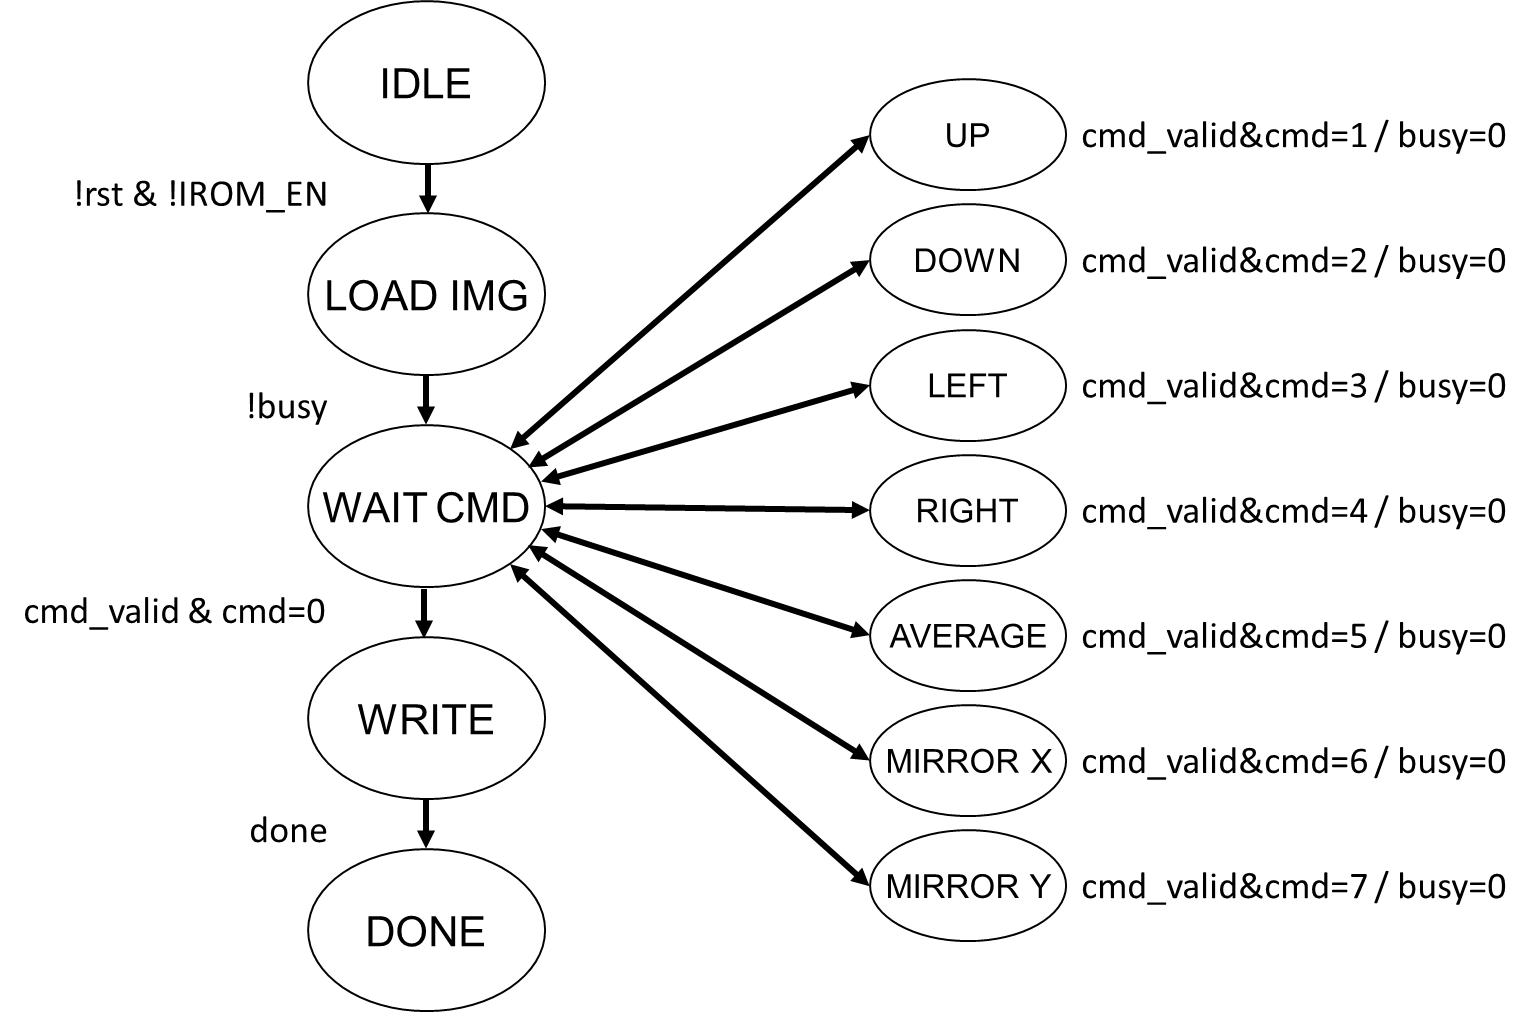 IDLE
!rst & !IROM_EN
LOAD IMG
!busy
WAIT CMD
cmd_valid & cmd=0
WRITE
done
DONE
UP
cmd_valid&cmd=1 / busy=0
DOWN
cmd_valid&cmd=2 / busy=0
LEFT
cmd_valid&cmd=3 / busy=0
RIGHT
cmd_valid&cmd=4 / busy=0
AVERAGE
cmd_valid&cmd=5 / busy=0
MIRROR X
cmd_valid&cmd=6 / busy=0
MIRROR Y
cmd_valid&cmd=7 / busy=0